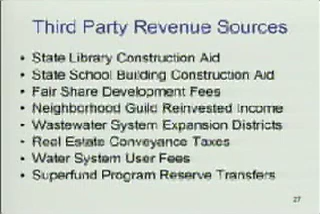 Third Party Revenue Sources
• State Library Construction Aid
• State School Building Construction Aid
• Fair Share Development Fees
• Neighborhood Guild Reinvested Income
• Wastewater System Expansion Districts
• Real Estate Conveyance Taxes
• Water System User Fees
• Superfund Program Reserve Transfers
27